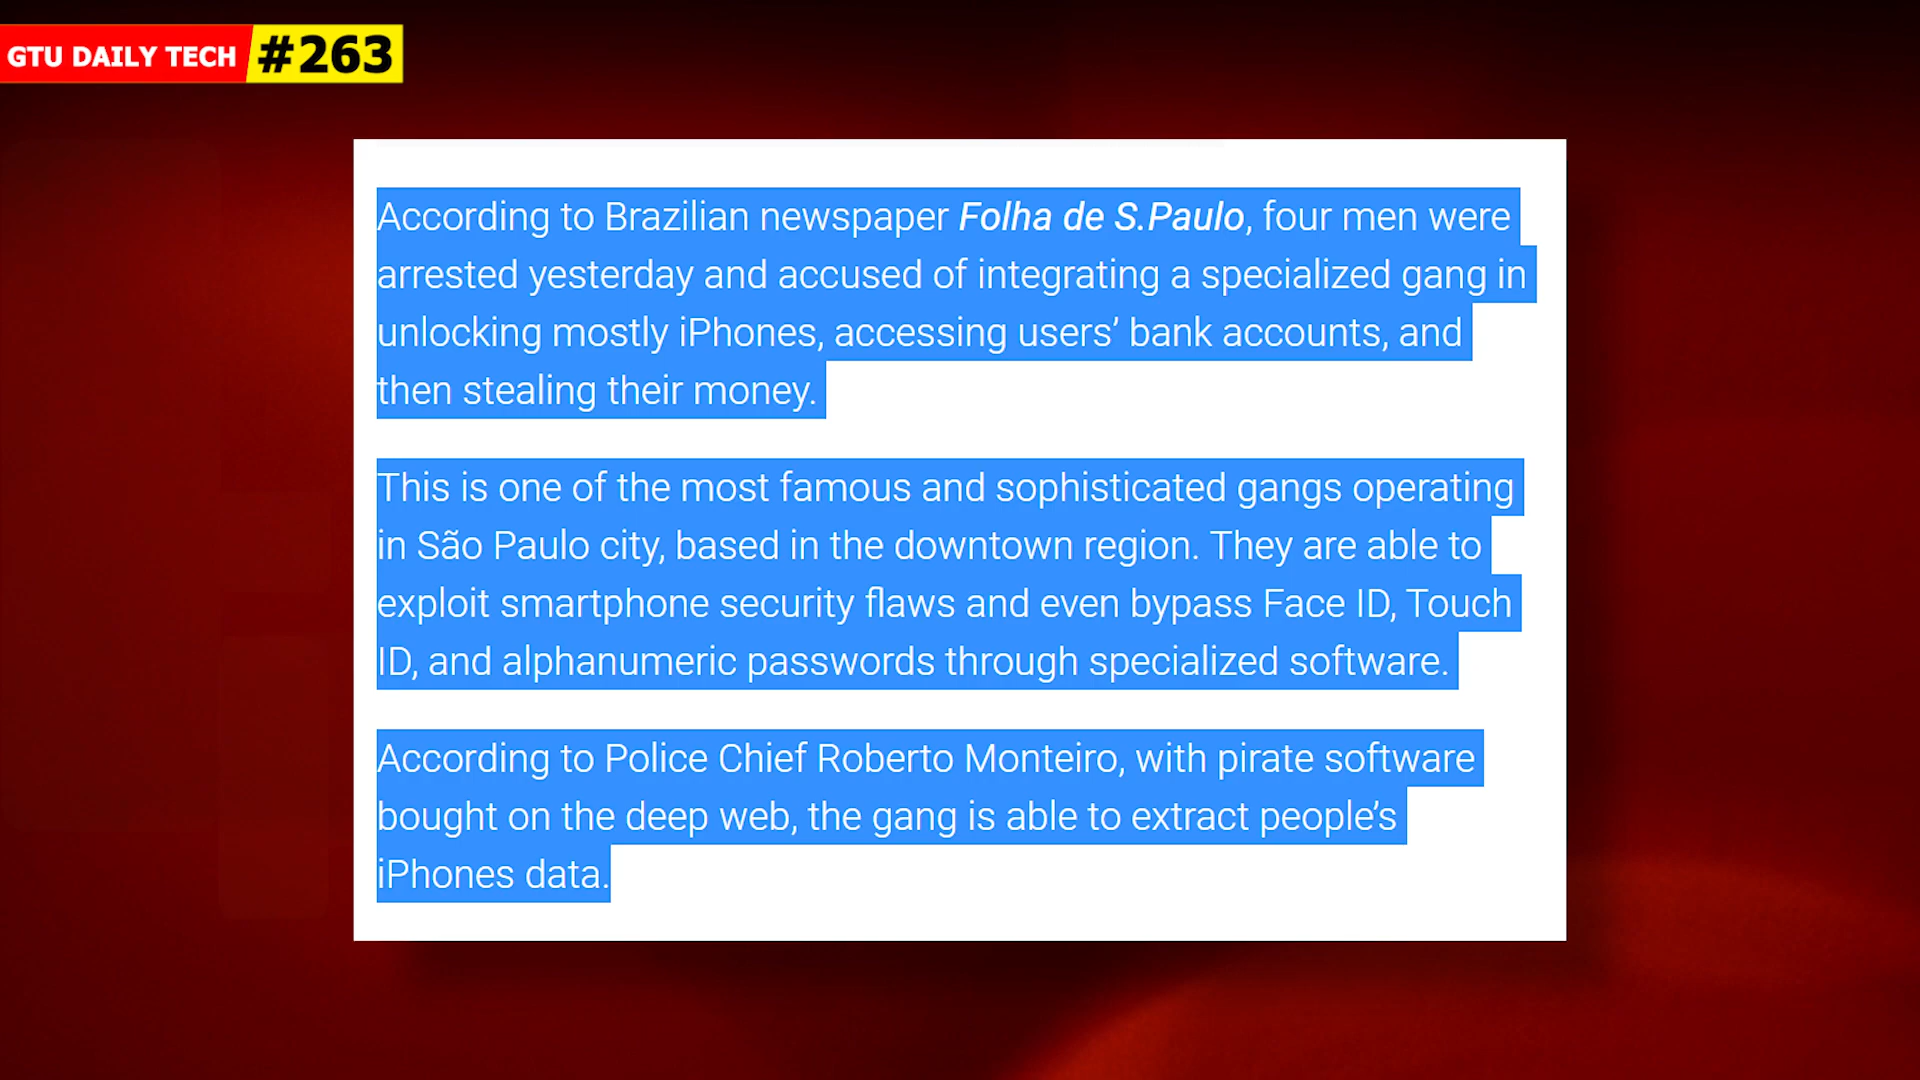 GTU DAILY TECH #263
According to Brazilian newspaper Folha de S.Paulo, four men were
arrested yesterday and accused of integrating a specialized gang in
unlocking mostly iPhones, accessing users’ bank accounts, and
then stealing their money.
This is one of the most famous and sophisticated gangs operating
in São Paulo city, based in the downtown region. They are able to
exploit smartphone security flaws and even bypass Face ID, Touch
ID, and alphanumeric passwords through specialized software.
According to Police Chief Roberto Monteiro, with pirate software
bought on the deep web, the gang is able to extract people’s
iPhones data.